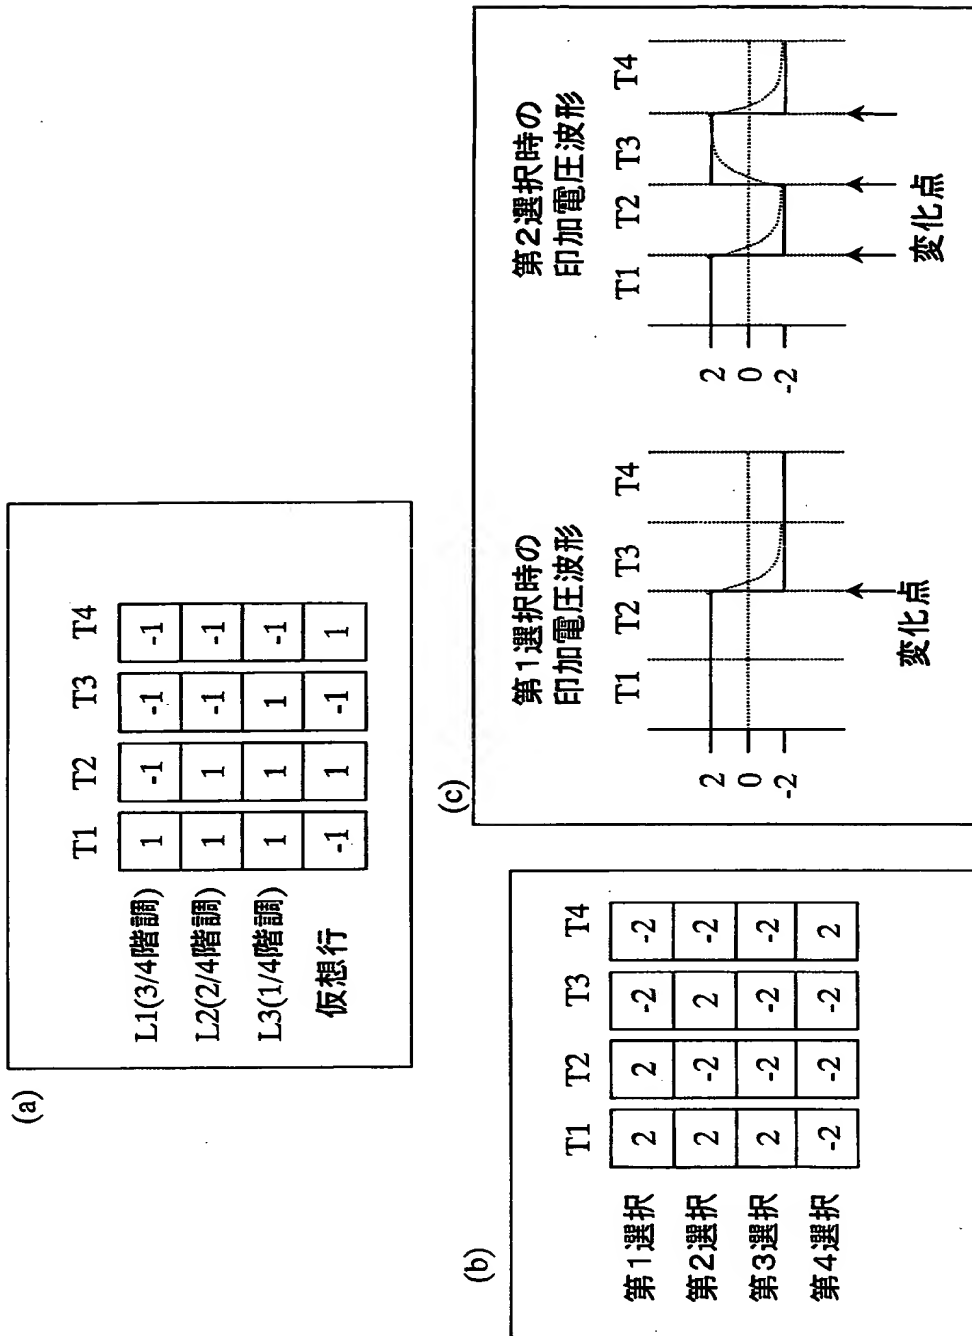 (a)
T1 T2 T3 T4
L1(3/4階調) 1 -1 -1 -1
L2(2/4階調) 1 1 -1 -1
L3(1/4階調) 1 1 1 -1
仮想行 -1 1 -1 1
(b)
T1 T2 T3 T4
第1選択 2 2 -2 -2
第2選択 2 -2 2 -2
第3選択 2 -2 -2 -2
第4選択 -2 -2 -2 2
(c)
第1選択時の
印加電圧波形
T1 T2 T3 T4
2
0
-2
変化点
第2選択時の
印加電圧波形
T1 T2 T3 T4
2
0
-2
変化点